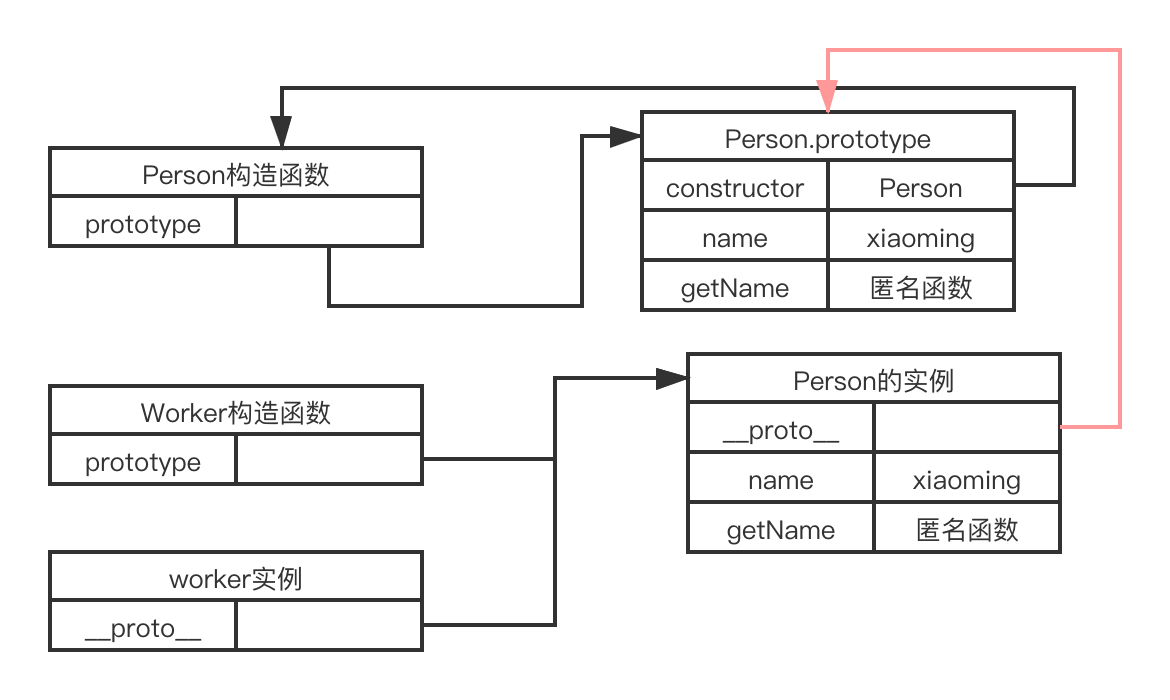 Person构造函数
prototype
Person.prototype
constructor Person
name xiaoming
getName 匿名函数
Worker构造函数
prototype
Person的实例
__proto__
name xiaoming
getName 匿名函数
worker实例
__proto__